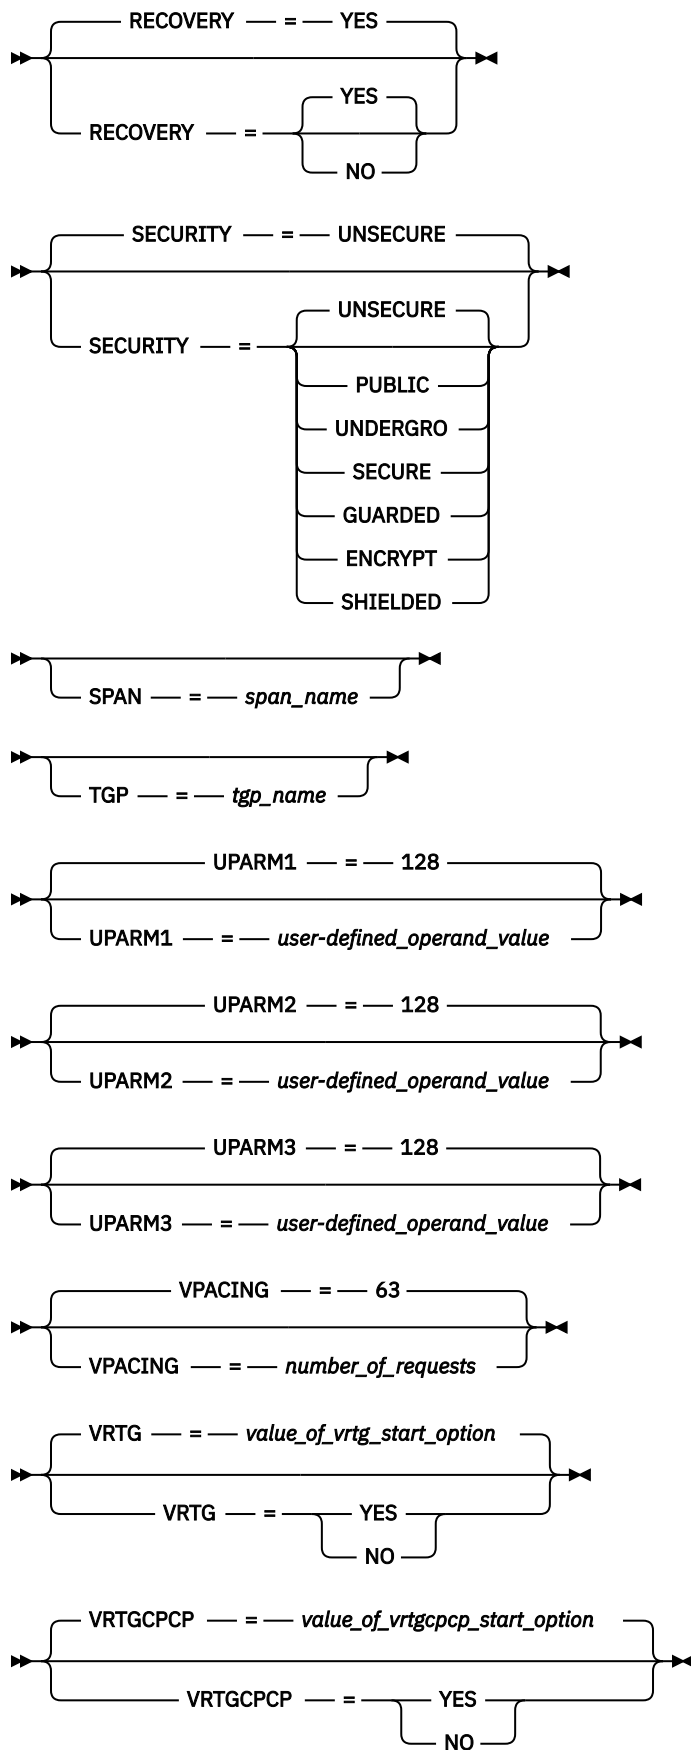 RECOVERY = YES
YES
RECOVERY =
NO
SECURITY = UNSECURE
UNSECURE
SECURITY =
PUBLIC
UNDERGRO
SECURE
GUARDED
ENCRYPT
SHIELDED
SPAN = span_name
TGP = tgp_name
UPARM1 = 128
UPARM1 = user-defined_operand_value
UPARM2 = 128
UPARM2 = user-defined_operand_value
UPARM3 = 128
UPARM3 = user-defined_operand_value
VPACING = 63
VPACING = number_of_requests
VRTG = value_of_vrtg_start_option
VRTG = YES
NO
VRTGCPCP = value_of_vrtgcpcp_start_option
VRTGCPCP = YES
NO